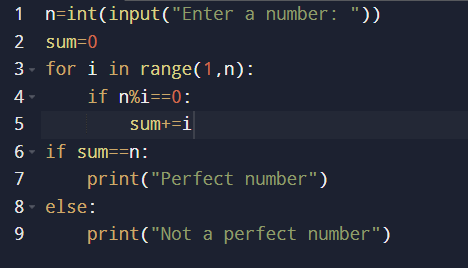 1 n=int(input("Enter a number: "))
2 sum=0
3 for i in range(1,n):
4     if n%i==0:
5         sum+=i
6 if sum==n:
7     print("Perfect number")
8 else:
9     print("Not a perfect number")